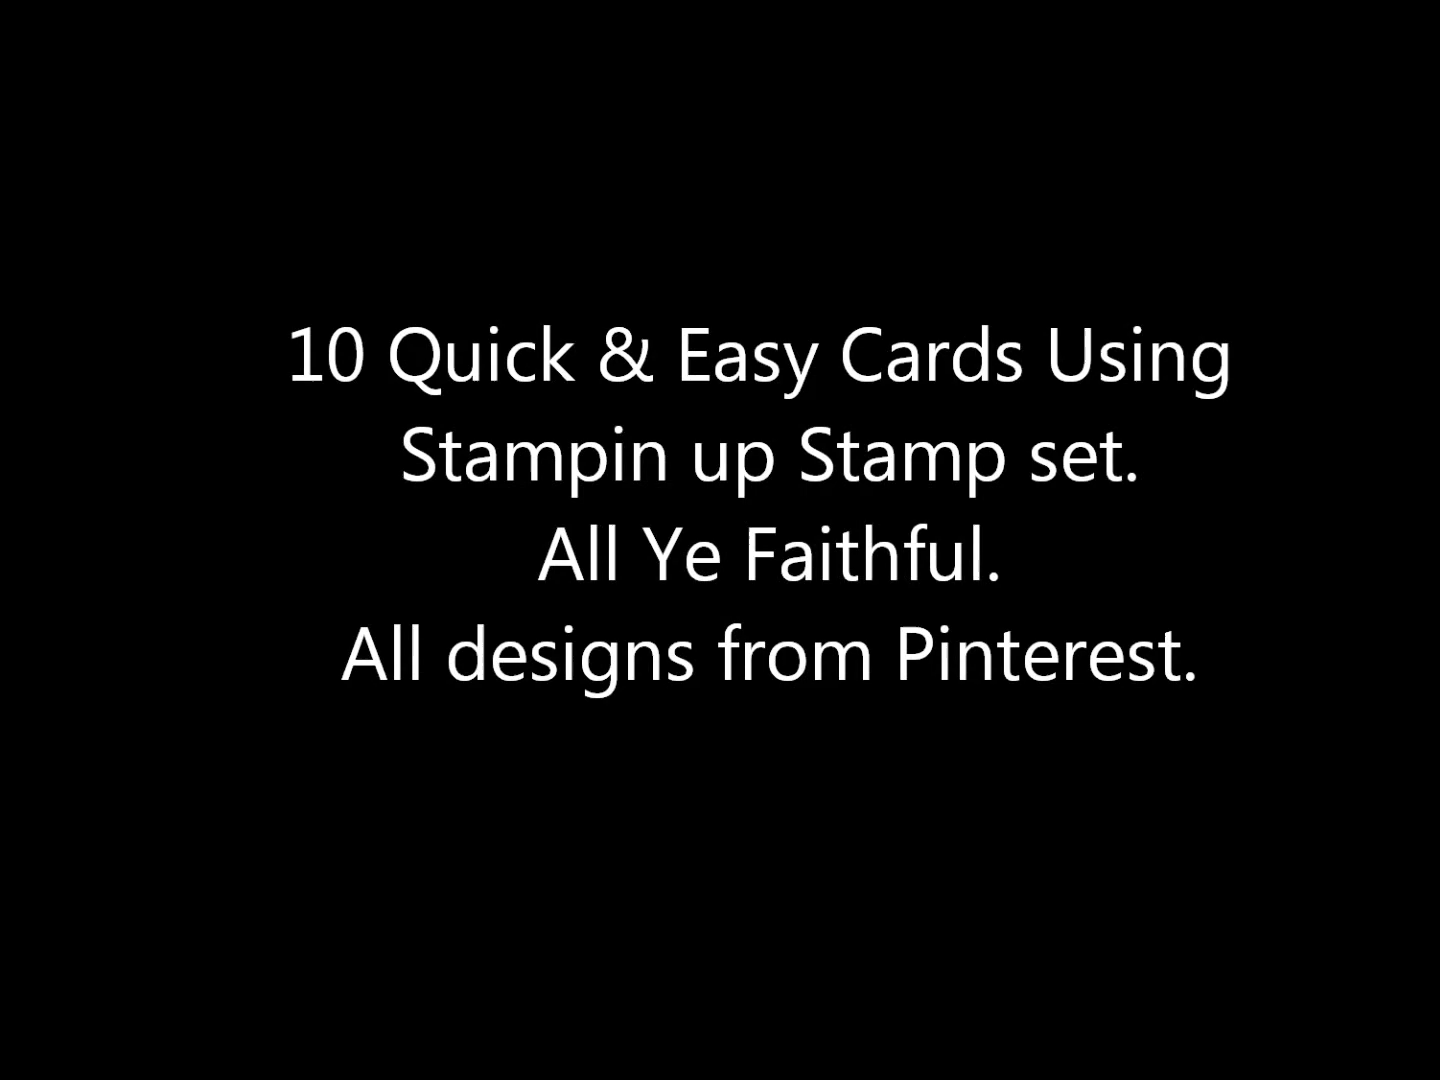 10 Quick & Easy Cards Using
Stampin up Stamp set.
All Ye Faithful.
All designs from Pinterest.